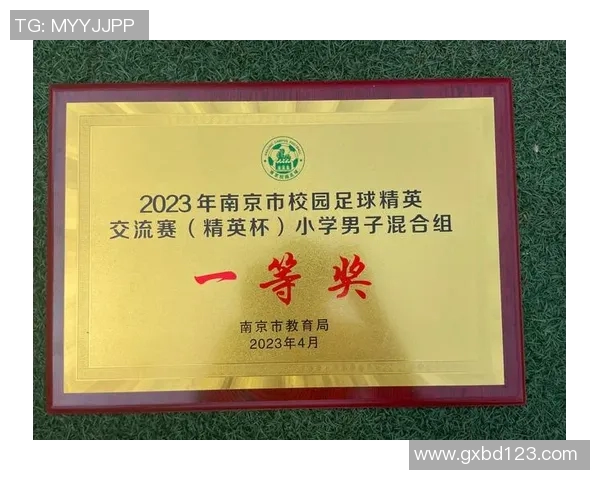 TG: MYYJJPP
2023年南京市校园足球精英
交流赛（精英杯）小学男子混合组
一等奖
南京市教育局
2023年4月
www.gxbd123.com